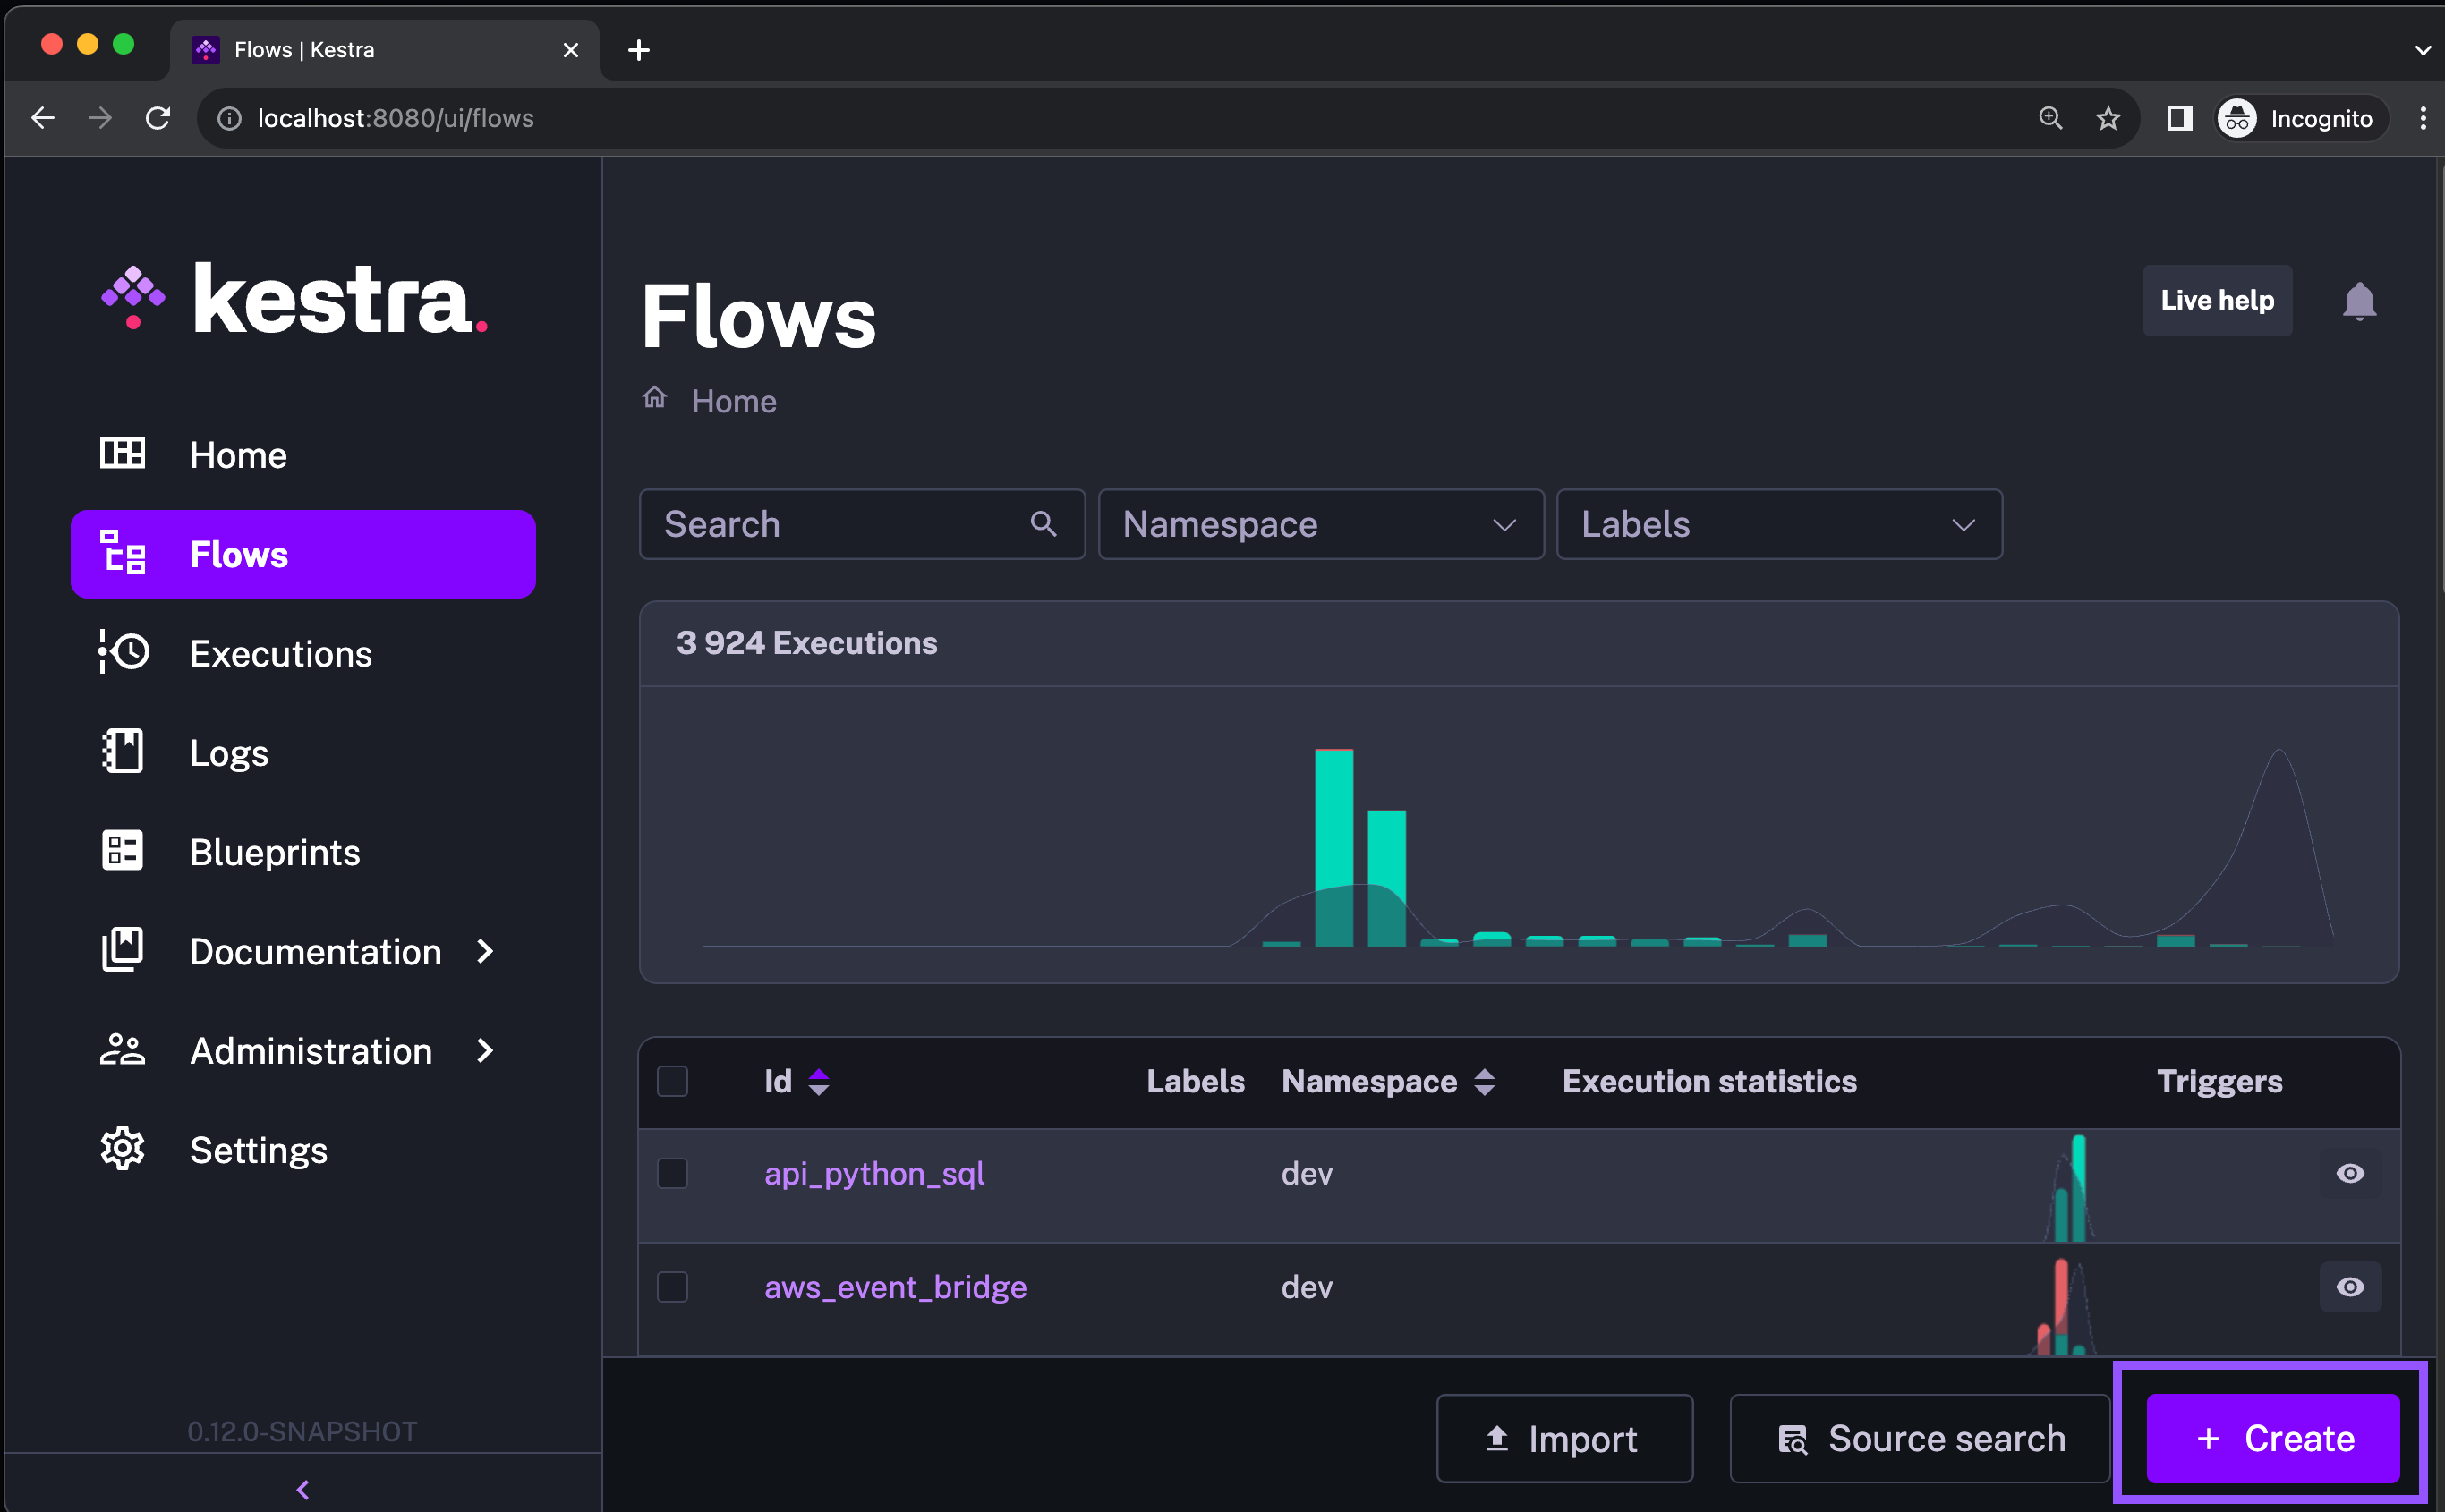 Flows | Kestra
localhost:8080/ui/flows
Incognito
kestra.
Home
Flows
Executions
Logs
Blueprints
Documentation
Administration
Settings
0.12.0-SNAPSHOT
Flows
Live help
Home
Search
Namespace
Labels
3 924 Executions
Id Labels Namespace Execution statistics Triggers
api_python_sql dev
aws_event_bridge dev
Import
Source search
+ Create